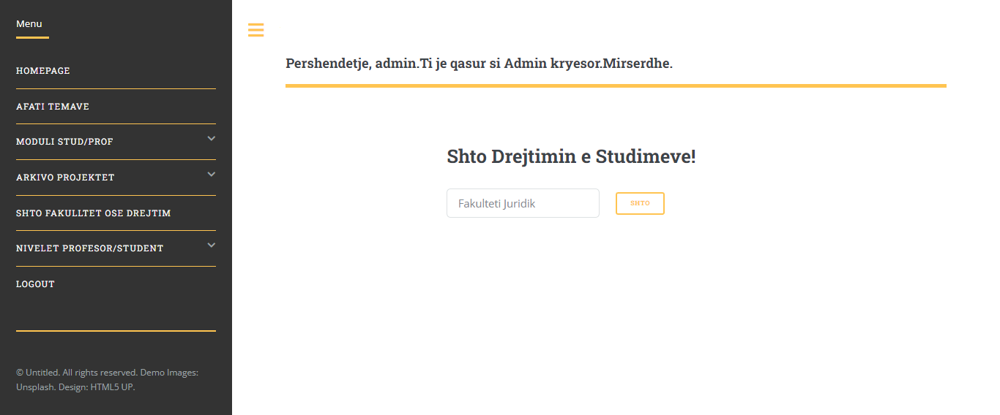 Menu
HOMEPAGE
AFATI TEMAVE
MODULI STUD/PROF
ARKIVO PROJEKTET
SHTO FAKULLTET OSE DREJTIM
NIVELET PROFESOR/STUDENT
LOGOUT
© Untitled. All rights reserved. Demo Images:
Unsplash. Design: HTML5 UP.
Pershendetje, admin.Ti je qasur si Admin kryesor.Mirserdhe.
Shto Drejtimin e Studimeve!
Fakulteti Juridik
SHTO